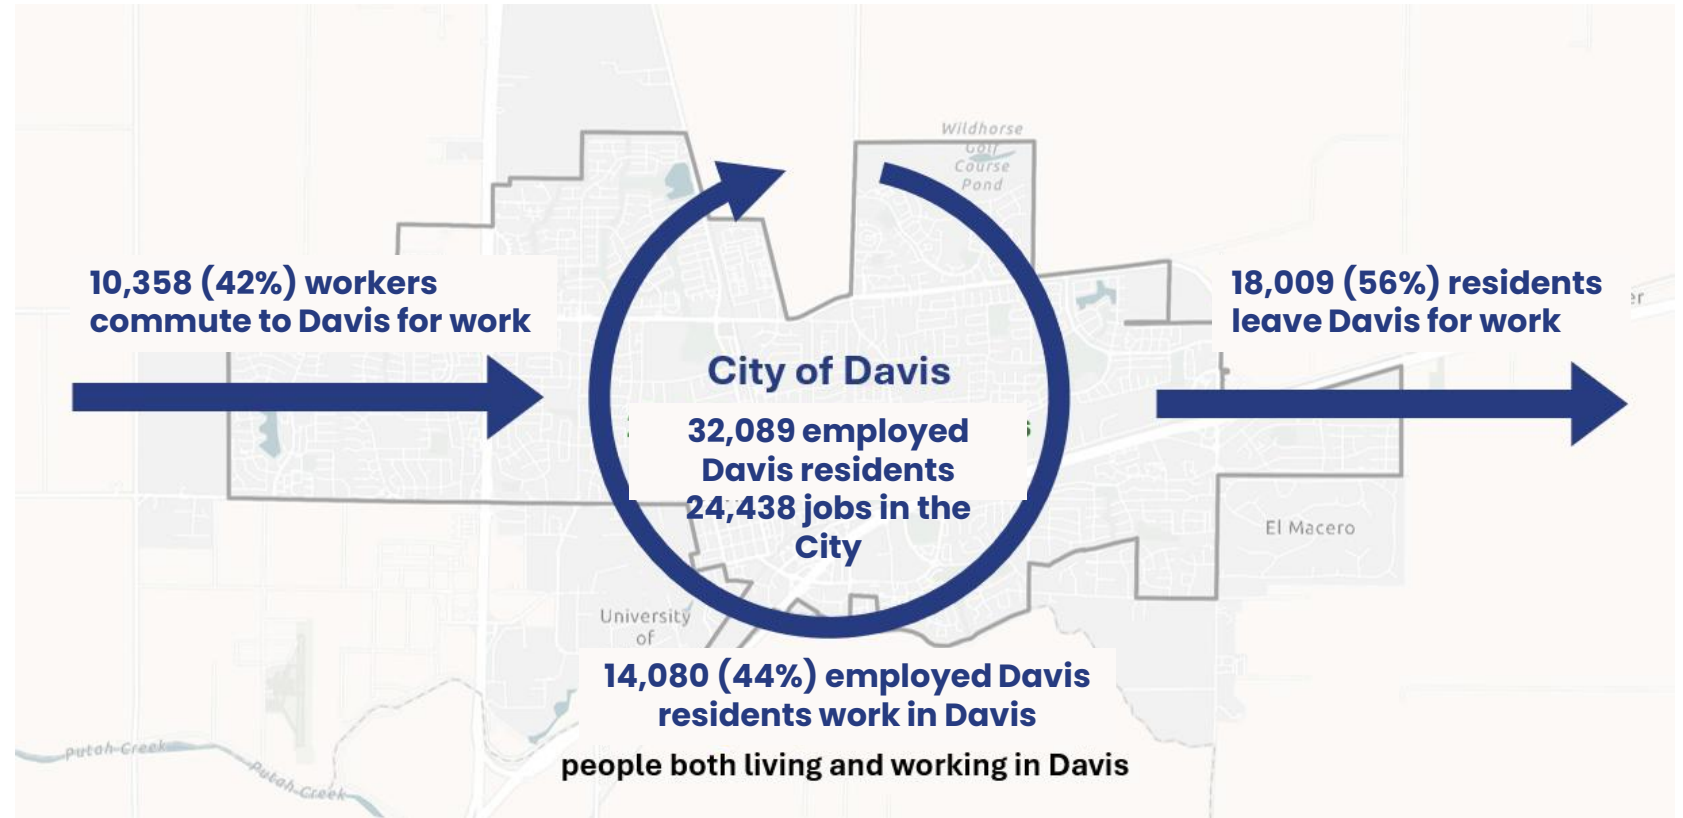 Wildhorse
Golf
Course
Pond
10,358 (42%) workers
commute to Davis for work
18,009 (56%) residents
leave Davis for work
City of Davis
32,089 employed
Davis residents
24,438 jobs in the
City
El Macero
University
of
14,080 (44%) employed Davis
residents work in Davis
people both living and working in Davis
Putah Creek
Putah Creek